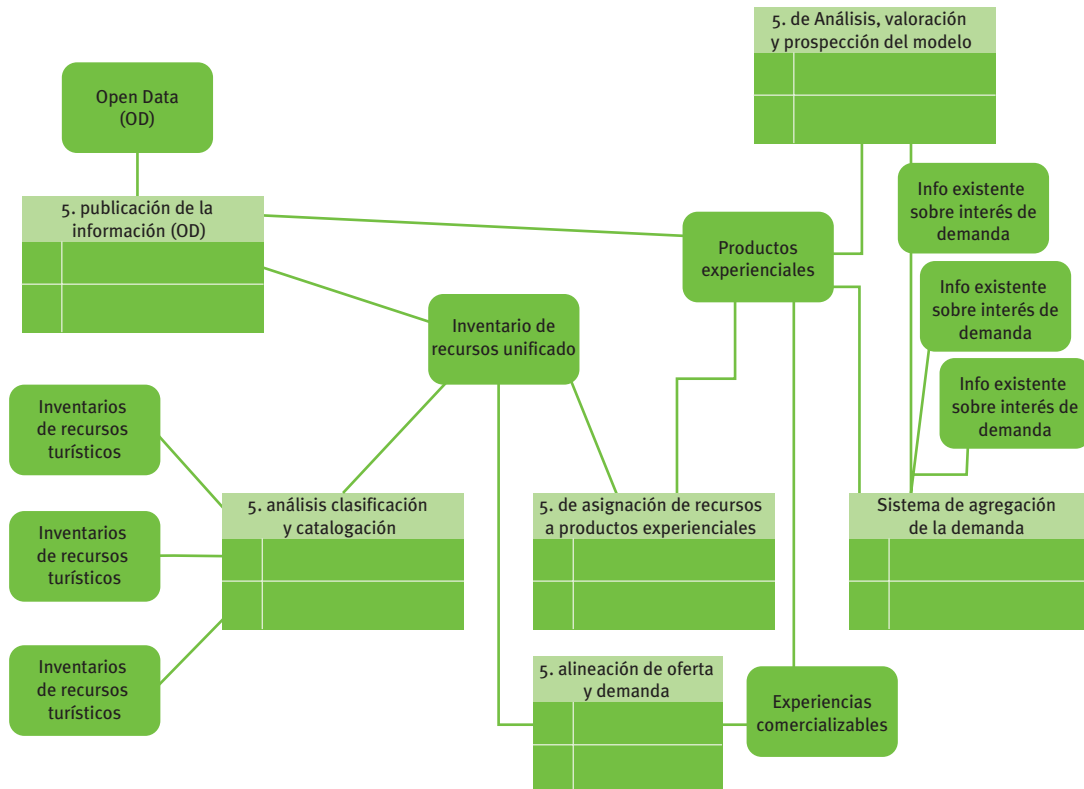 5. de Análisis, valoración
y prospección del modelo
Open Data
(OD)
Info existente
sobre interés de
demanda
5. publicación de la
información (OD)
Productos
experienciales
Info existente
sobre interés de
demanda
Inventario de
recursos unificado
Info existente
sobre interés de
demanda
Inventarios
de recursos
turísticos
5. análisis clasificación
y catalogación
5. de asignación de recursos
a productos experienciales
Sistema de agregación
de la demanda
Inventarios
de recursos
turísticos
Inventarios
de recursos
turísticos
5. alineación de oferta
y demanda
Experiencias
comercializables